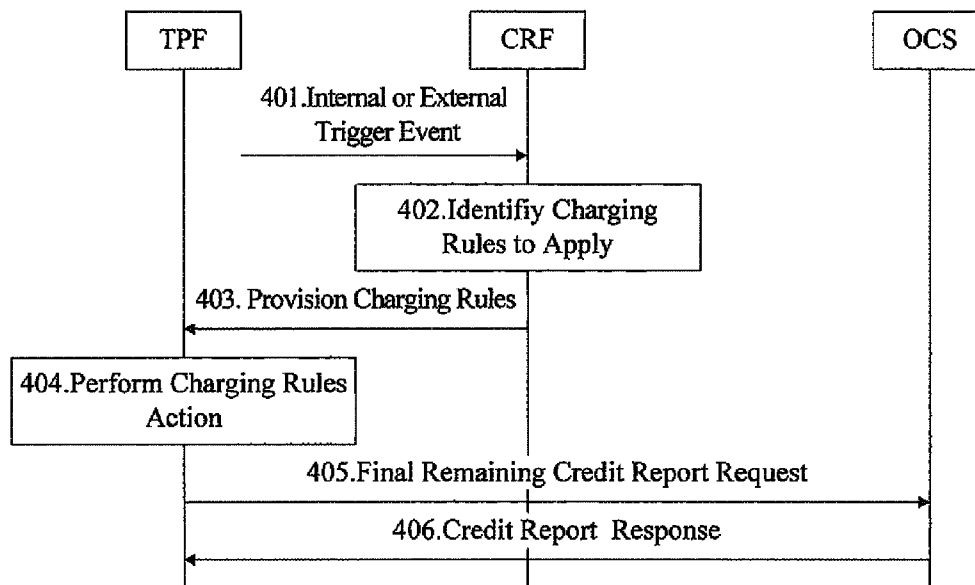 TPF
CRF
OCS
401.Internal or External
Trigger Event
402.Identifiy Charging
Rules to Apply
403. Provision Charging Rules
404.Perform Charging Rules
Action
405.Final Remaining Credit Report Request
406.Credit Report Response